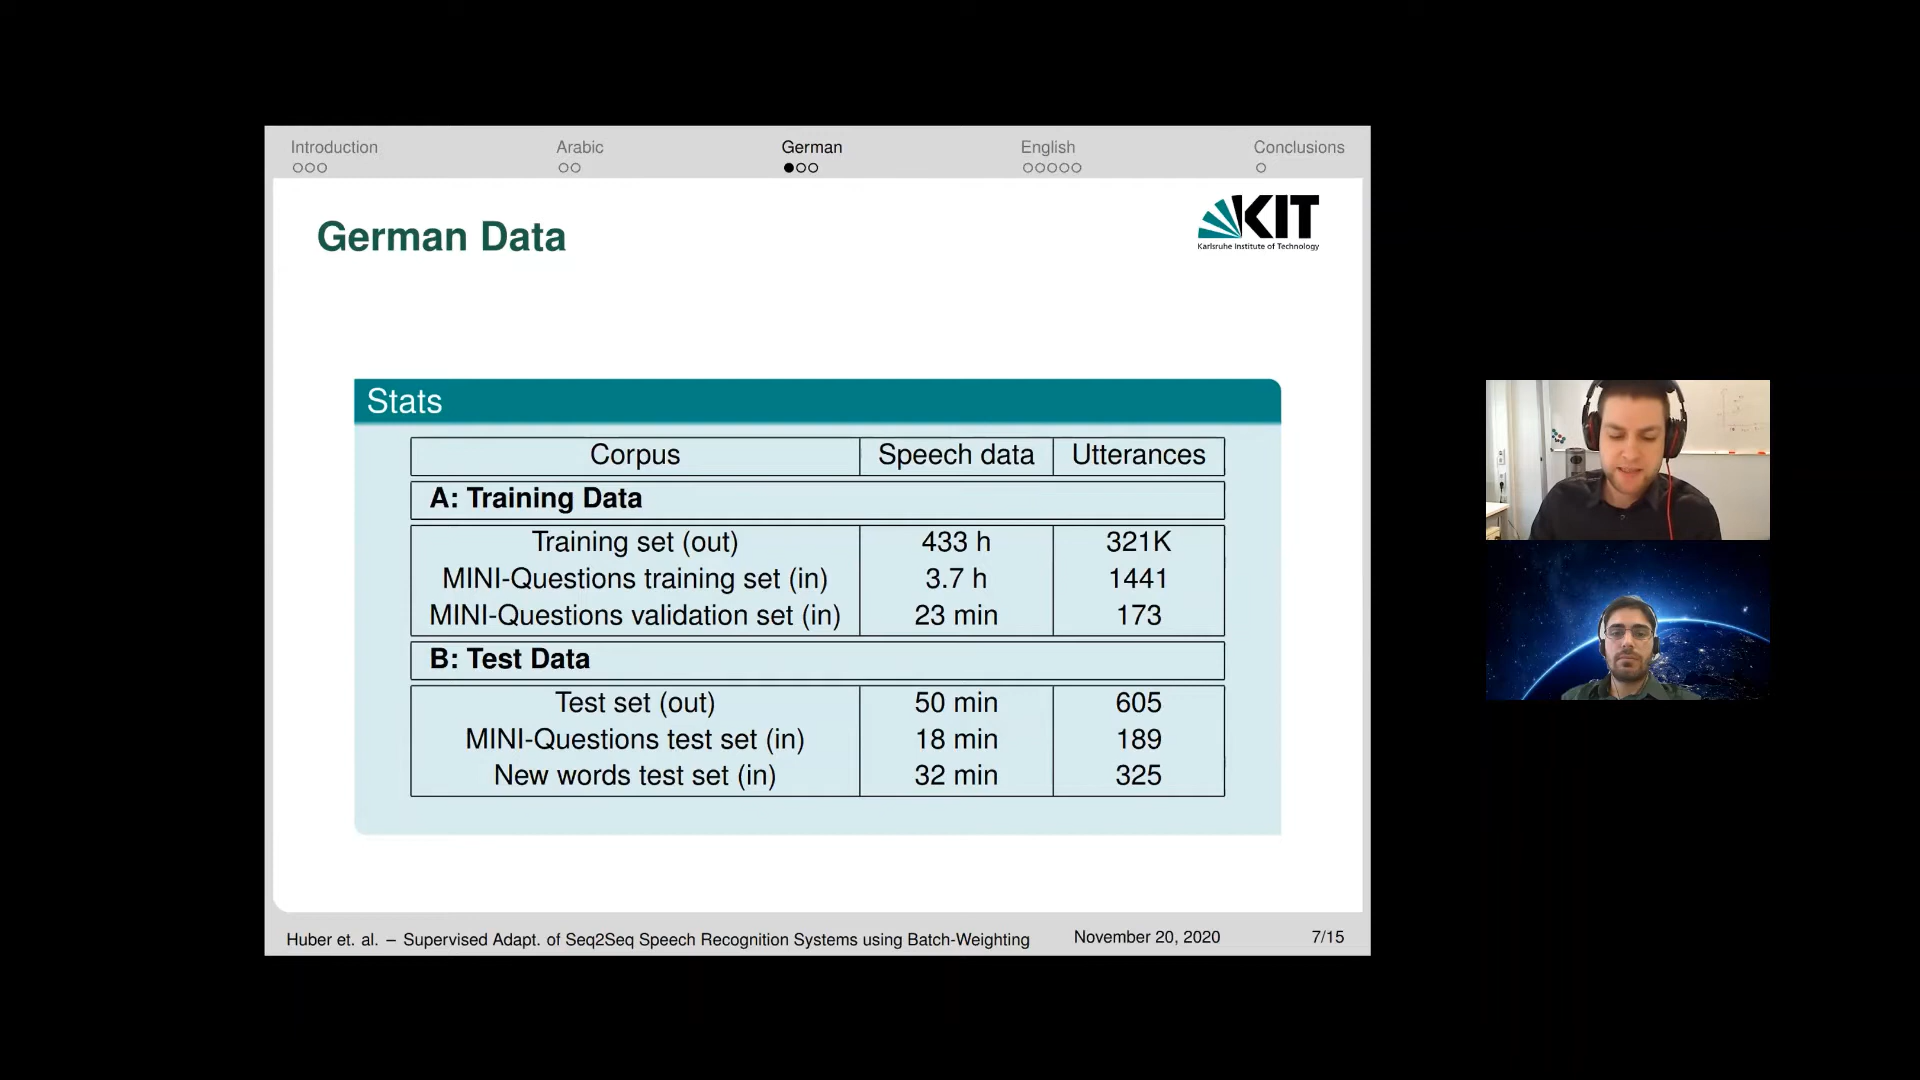 Introduction Arabic German English Conclusions
German Data
KIT
Karlsruhe Institute of Technology
Stats
Corpus Speech data Utterances
A: Training Data
Training set (out) 433 h 321K
MINI-Questions training set (in) 3.7 h 1441
MINI-Questions validation set (in) 23 min 173
B: Test Data
Test set (out) 50 min 605
MINI-Questions test set (in) 18 min 189
New words test set (in) 32 min 325
Huber et. al. – Supervised Adapt. of Seq2Seq Speech Recognition Systems using Batch-Weighting November 20, 2020 7/15